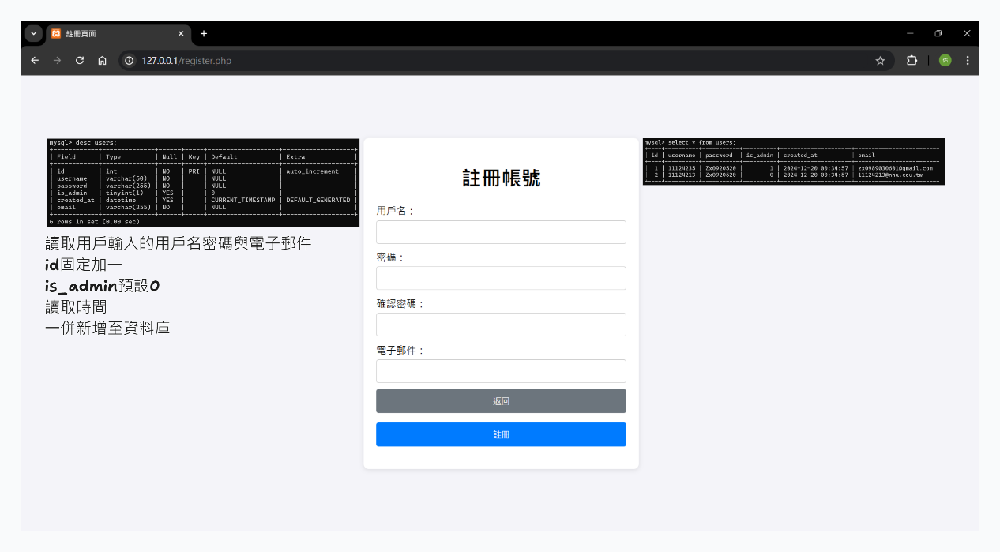 註冊頁面
127.0.0.1/register.php
佑
mysql> desc users;
+------------+--------------+------+-----+-------------------+-------------------+
| Field | Type | Null | Key | Default | Extra |
+------------+--------------+------+-----+-------------------+-------------------+
| id | int | NO | PRI | NULL | auto_increment |
| username | varchar(50) | NO | | NULL | |
| password | varchar(255) | NO | | NULL | |
| is_admin | tinyint(1) | YES | | 0 | |
| created_at | datetime | YES | | CURRENT_TIMESTAMP | DEFAULT_GENERATED |
| email | varchar(255) | NO | | NULL | |
+------------+--------------+------+-----+-------------------+-------------------+
6 rows in set (0.00 sec)
讀取用戶輸入的用戶名密碼與電子郵件
id固定加一
is_admin預設0
讀取時間
一併新增至資料庫
註冊帳號
用戶名：
密碼：
確認密碼：
電子郵件：
返回
註冊
mysql> select * from users;
+----+----------+----------+----------+---------------------+------------------------+
| id | username | password | is_admin | created_at | email |
+----+----------+----------+----------+---------------------+------------------------+
| 1 | 11124235 | Zx0920520 | 1 | 2024-12-20 00:34:57 | zx0989030681@gmail.com |
| 2 | 11124213 | Zx0920520 | 0 | 2024-12-20 00:34:57 | 11124213@nhu.edu.tw |
+----+----------+----------+----------+---------------------+------------------------+